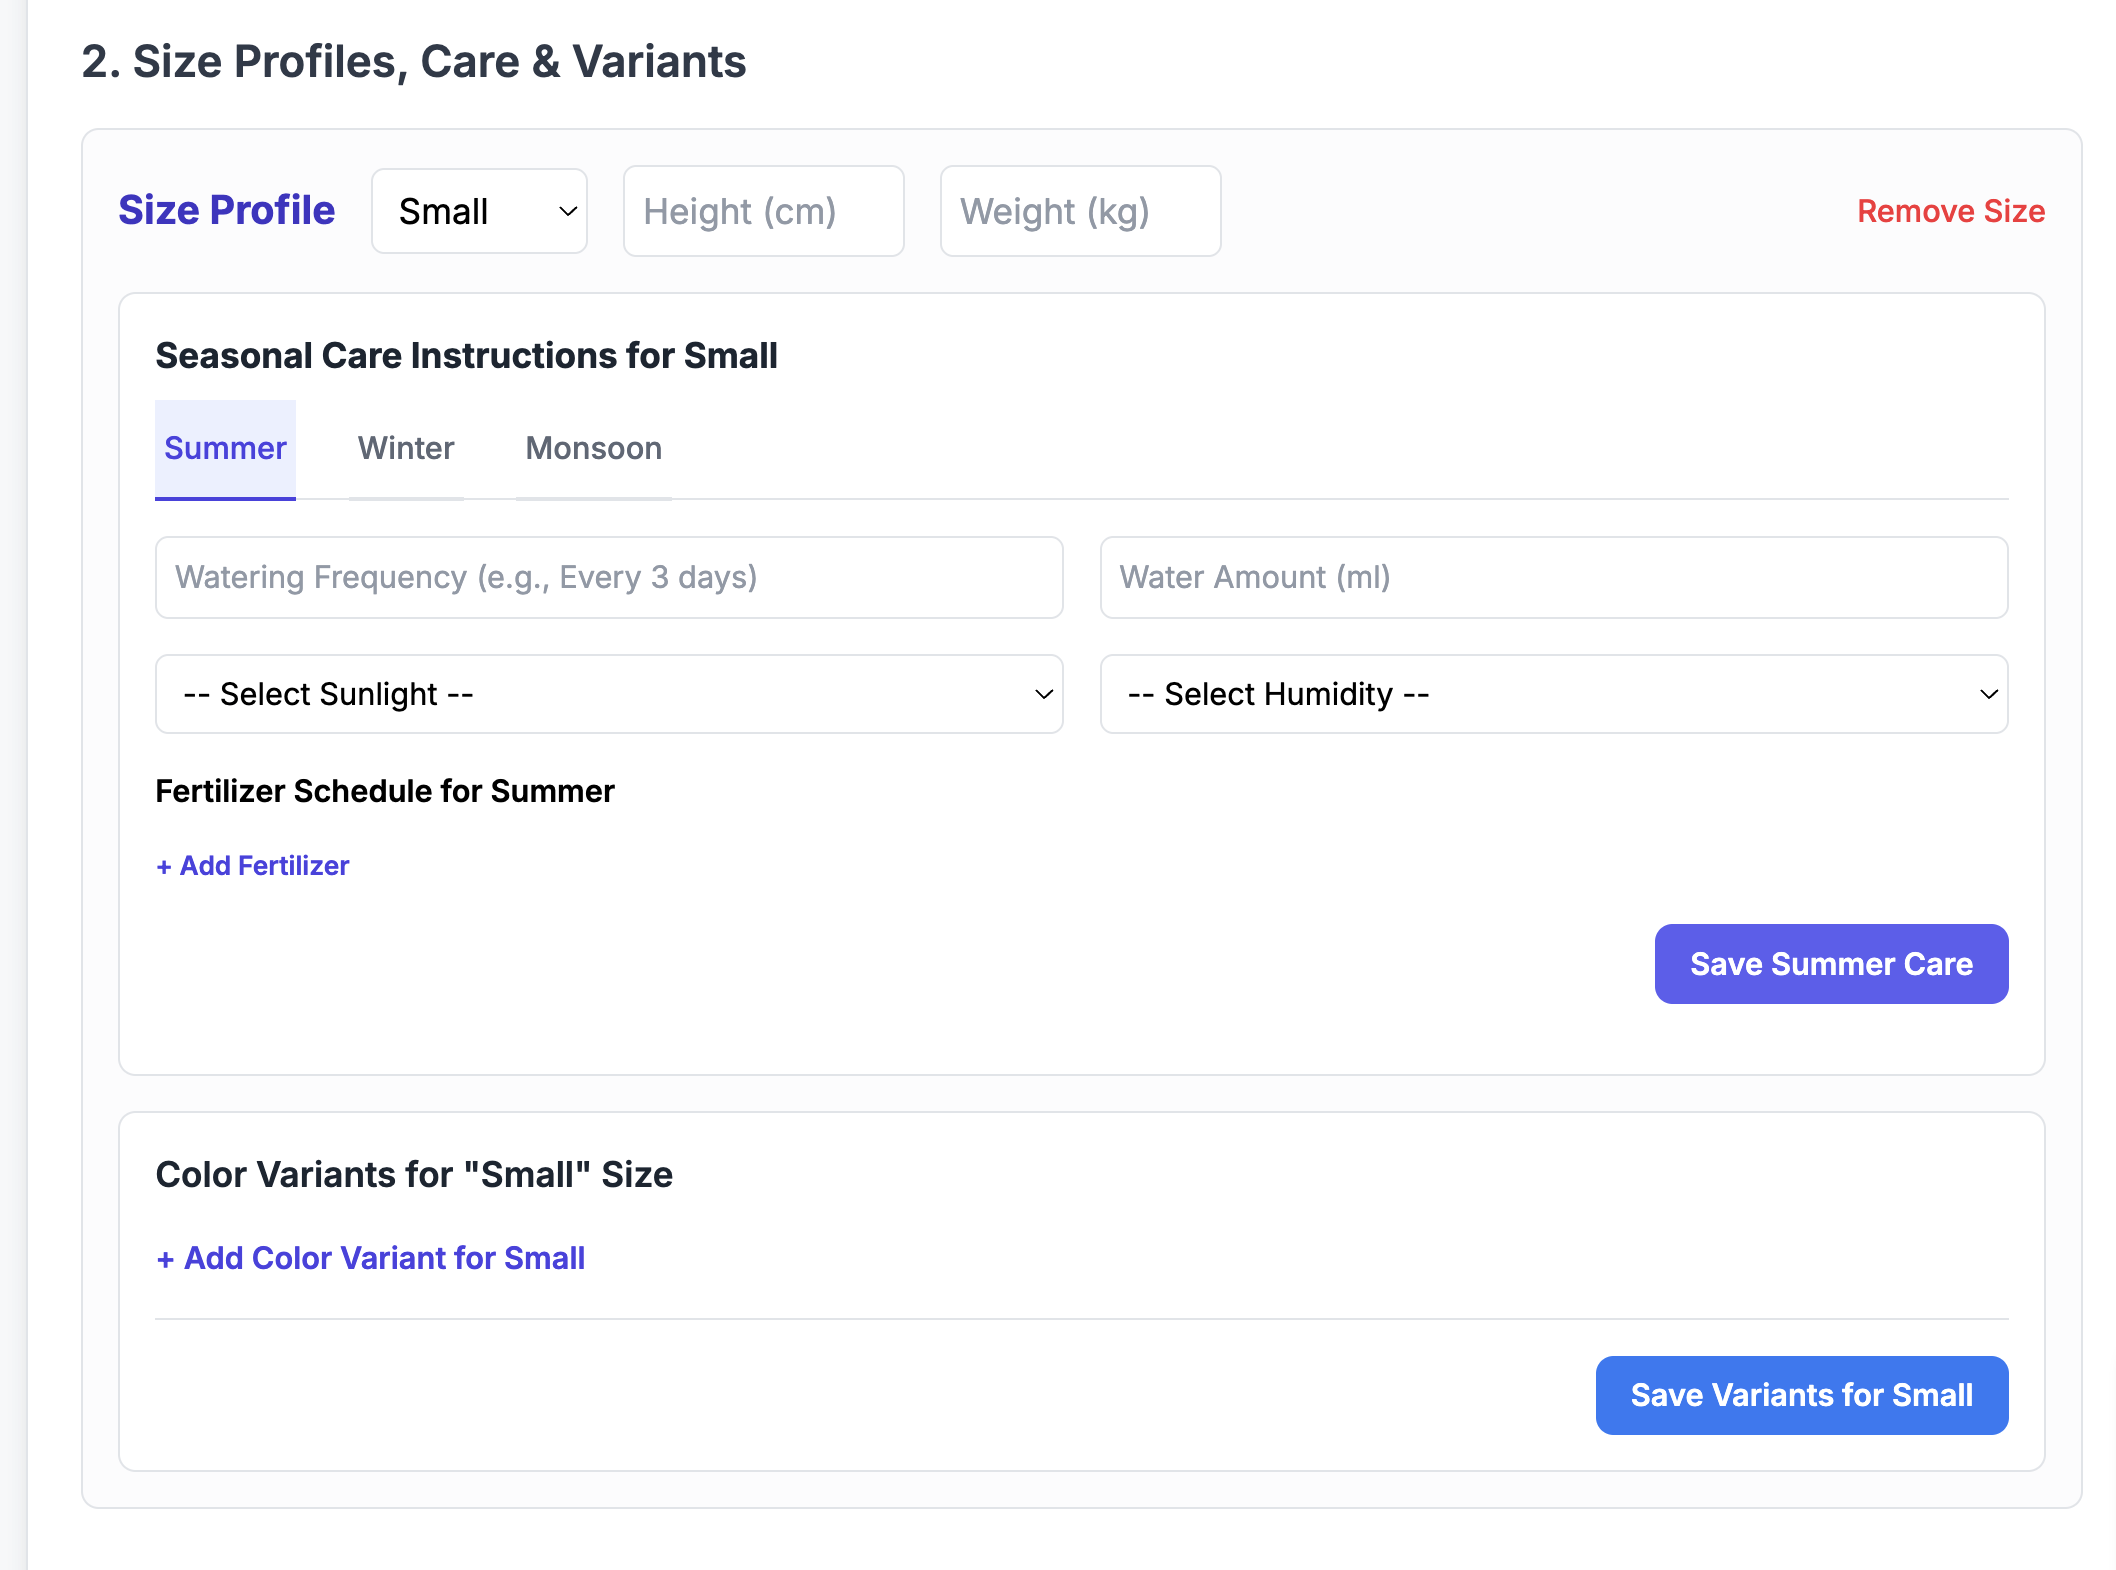 2. Size Profiles, Care & Variants
Size Profile Small Height (cm) Weight (kg) Remove Size
Seasonal Care Instructions for Small
Summer Winter Monsoon
Watering Frequency (e.g., Every 3 days) Water Amount (ml)
-- Select Sunlight -- -- Select Humidity --
Fertilizer Schedule for Summer
+ Add Fertilizer
Save Summer Care
Color Variants for "Small" Size
+ Add Color Variant for Small
Save Variants for Small